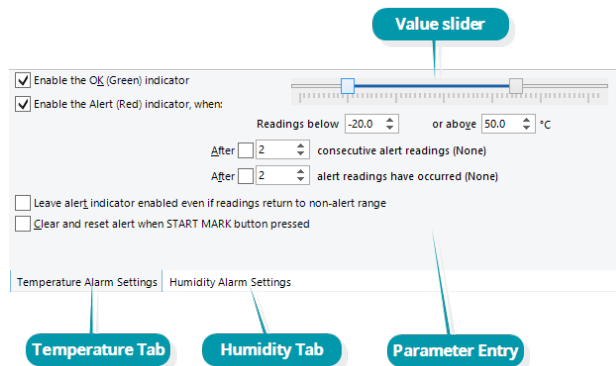 Value slider
Enable the OK (Green) indicator
Enable the Alert (Red) indicator, when:
Readings below -20.0 or above 50.0 °C
After 2 consecutive alert readings (None)
After 2 alert readings have occurred (None)
Leave alert indicator enabled even if readings return to non-alert range
Clear and reset alert when START MARK button pressed
Temperature Alarm Settings Humidity Alarm Settings
Temperature Tab Humidity Tab Parameter Entry